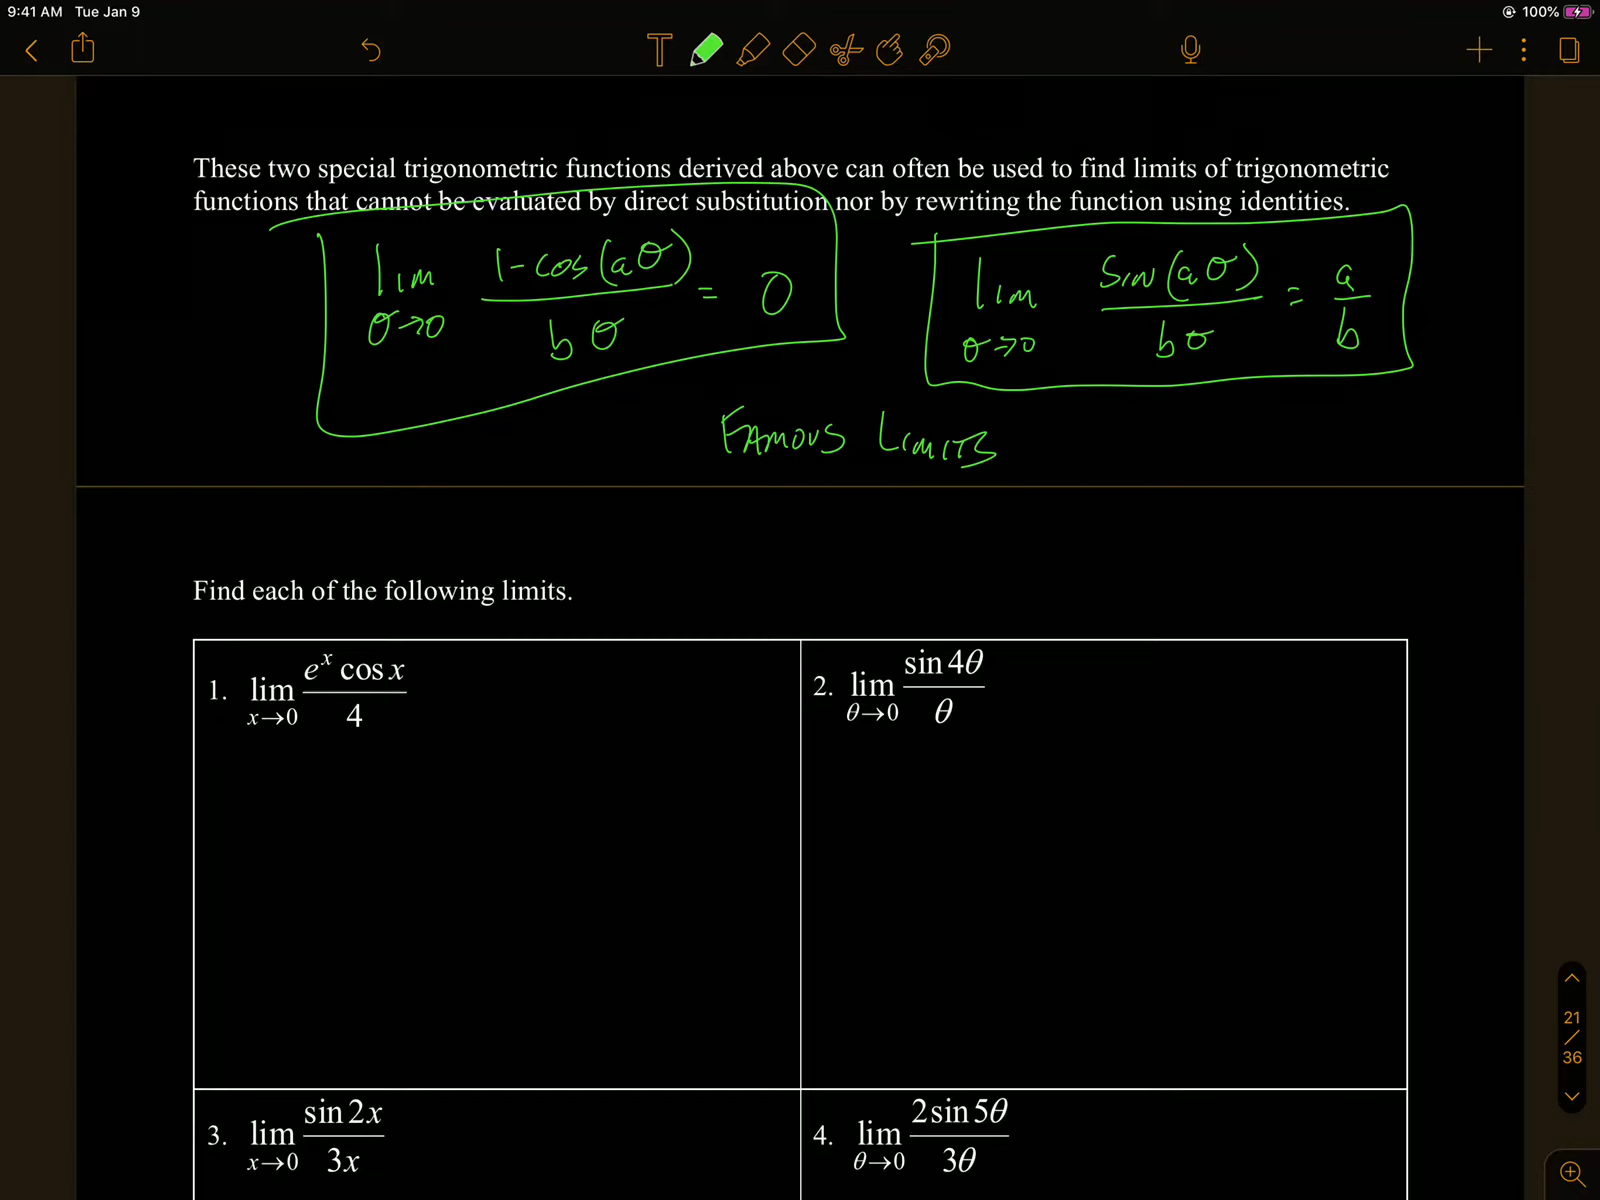 9:41 AM Tue Jan 9
100%
These two special trigonometric functions derived above can often be used to find limits of trigonometric
functions that cannot be evaluated by direct substitution nor by rewriting the function using identities.
lim θ→0 1-cos(aθ) / bθ = 0
lim θ→0 sin(aθ) / bθ = a / b
FAMOUS LIMITS
Find each of the following limits.
1. lim x→0 e^x cos x / 4
2. lim θ→0 sin 4θ / θ
21
/
36
3. lim x→0 sin 2x / 3x
4. lim θ→0 2 sin 5θ / 3θ